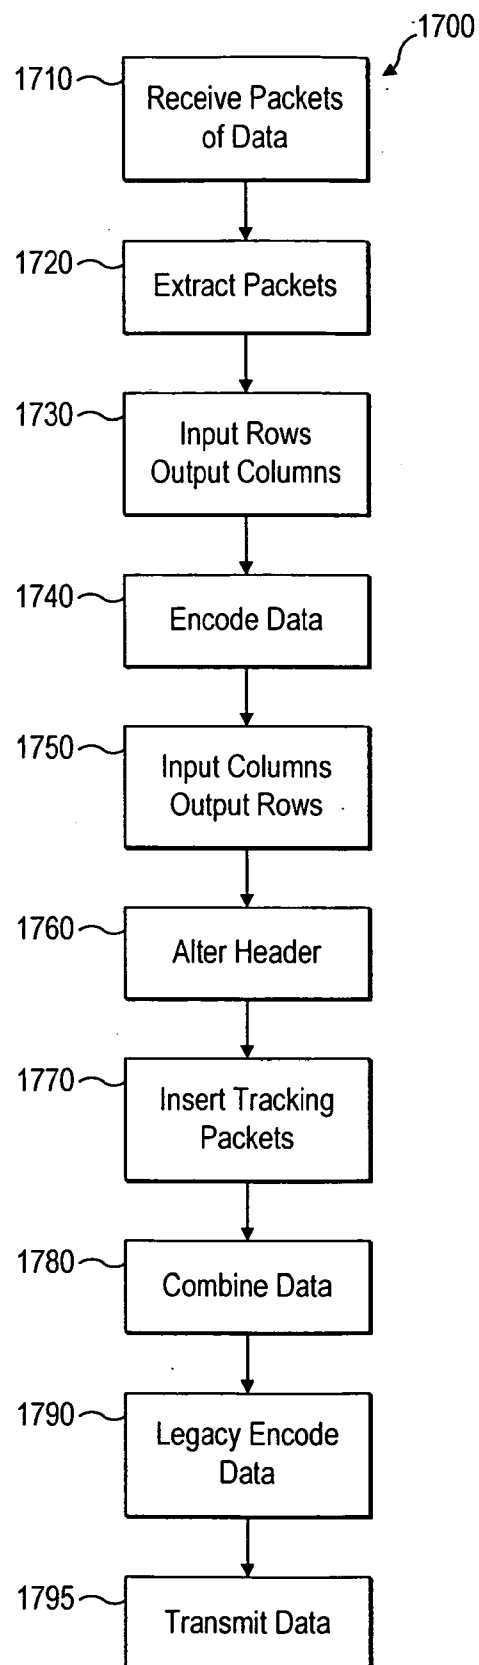 1700
1710
Receive Packets
of Data
1720
Extract Packets
1730
Input Rows
Output Columns
1740
Encode Data
1750
Input Columns
Output Rows
1760
Alter Header
1770
Insert Tracking
Packets
1780
Combine Data
1790
Legacy Encode
Data
1795
Transmit Data